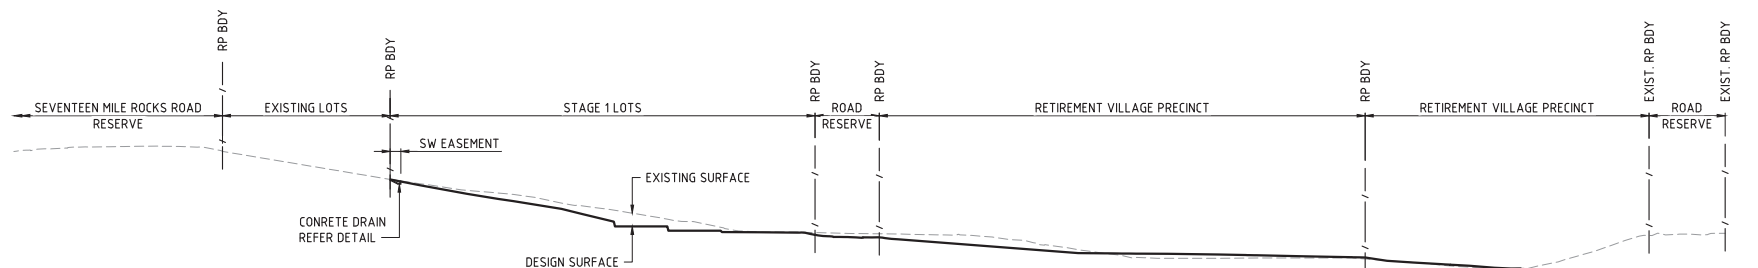 RP BDY
RP BDY
RP BDY
RP BDY
RP BDY
EXIST. RP BDY
EXIST. RP BDY
SEVENTEEN MILE ROCKS ROAD
RESERVE
EXISTING LOTS
STAGE 1 LOTS
ROAD
RESERVE
RETIREMENT VILLAGE PRECINCT
RETIREMENT VILLAGE PRECINCT
ROAD
RESERVE
SW EASEMENT
EXISTING SURFACE
CONRETE DRAIN
REFER DETAIL
DESIGN SURFACE